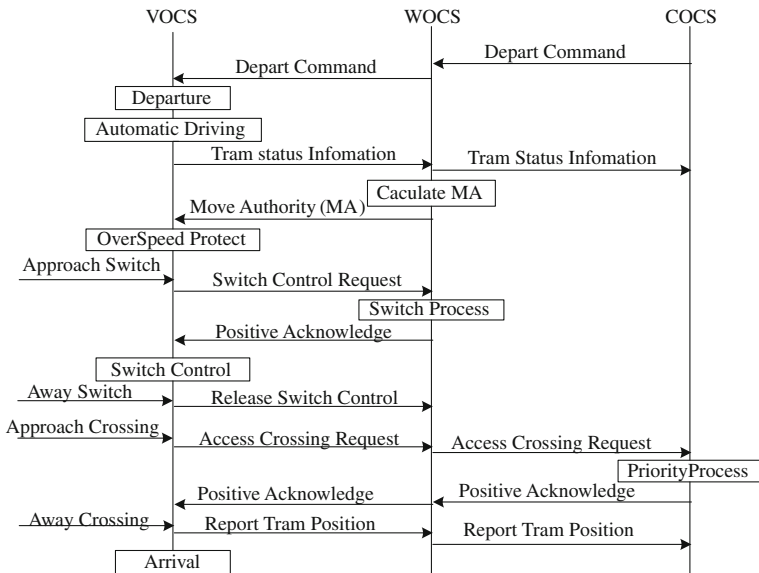 VOCS WOCS COCS
Depart Command
Depart Command
Departure
Automatic Driving
Tram status Infomation
Tram Status Infomation
Caculate MA
Move Authority (MA)
OverSpeed Protect
Approach Switch
Switch Control Request
Switch Process
Positive Acknowledge
Switch Control
Away Switch
Release Switch Control
Approach Crossing
Access Crossing Request
Access Crossing Request
PriorityProcess
Positive Acknowledge
Positive Acknowledge
Away Crossing
Report Tram Position
Report Tram Position
Arrival